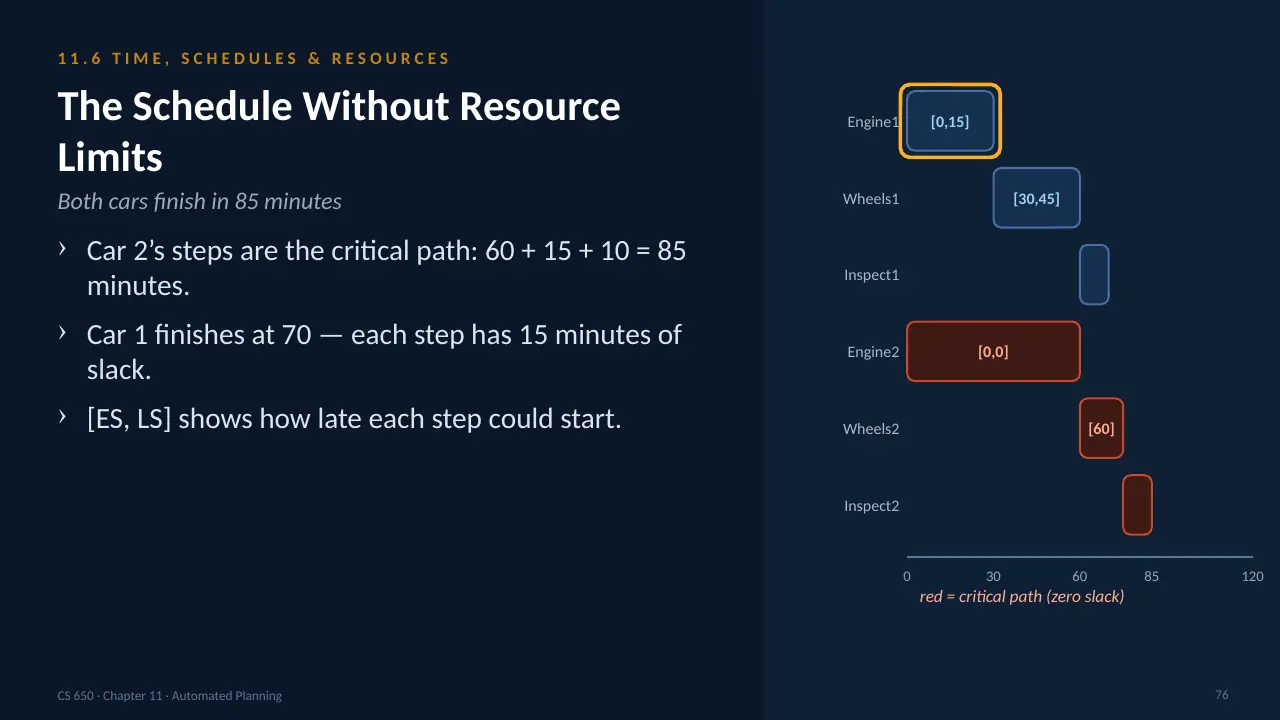 11.6 TIME, SCHEDULES & RESOURCES
The Schedule Without Resource
Limits
Both cars finish in 85 minutes
› Car 2’s steps are the critical path: 60 + 15 + 10 = 85
minutes.
› Car 1 finishes at 70 — each step has 15 minutes of
slack.
› [ES, LS] shows how late each step could start.
Engine1 [0,15]
Wheels1 [30,45]
Inspect1
Engine2 [0,0]
Wheels2 [60]
Inspect2
0 30 60 85 120
red = critical path (zero slack)
CS 650 · Chapter 11 · Automated Planning
76